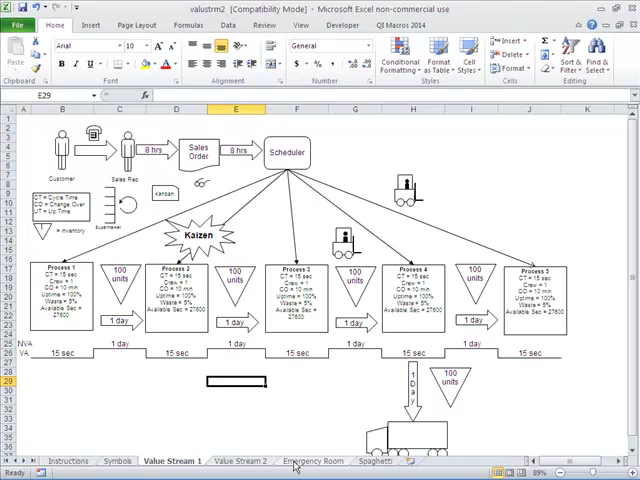 valustrm2 [Compatibility Mode] - Microsoft Excel non-commercial use
File Home Insert Page Layout Formulas Data Review View Developer QI Macros 2014
Paste
Arial 10
General
Conditional Formatting
Format as Table
Cell Styles
Insert
Delete
Format
Sort & Filter
Find & Select
Clipboard Font Alignment Number Styles Cells Editing
E29
A B C D E F G H I J K
8 hrs
Sales Order
8 hrs
Scheduler
Customer
Sales Rep
CT = Cycle Time
CO = Change Over
UT = Up Time
= inventory
Supermarket
kanban
Kaizen
Process 1
CT = 15 sec
Crew = 1
CO = 10 min
Uptime = 100%
Waste = 5%
Available Sec =
27600
100 units
1 day
Process 2
CT = 15 sec
Crew = 1
CO = 10 min
Uptime = 100%
Waste = 5%
Available Sec =
27600
100 units
1 day
Process 3
CT = 15 sec
Crew = 1
CO = 10 min
Uptime = 100%
Waste = 5%
Available Sec =
27600
100 units
1 day
Process 4
CT = 15 sec
Crew = 1
CO = 10 min
Uptime = 100%
Waste = 5%
Available Sec =
27600
100 units
1 day
Process 5
CT = 15 sec
Crew = 1
CO = 10 min
Uptime = 100%
Waste = 5%
Available Sec =
27600
NVA 1 day 1 day 1 day 1 day
VA 15 sec 15 sec 15 sec 15 sec 15 sec
1 Day
100 units
Instructions Symbols Value Stream 1 Value Stream 2 Emergency Room Spaghetti
Ready 89%